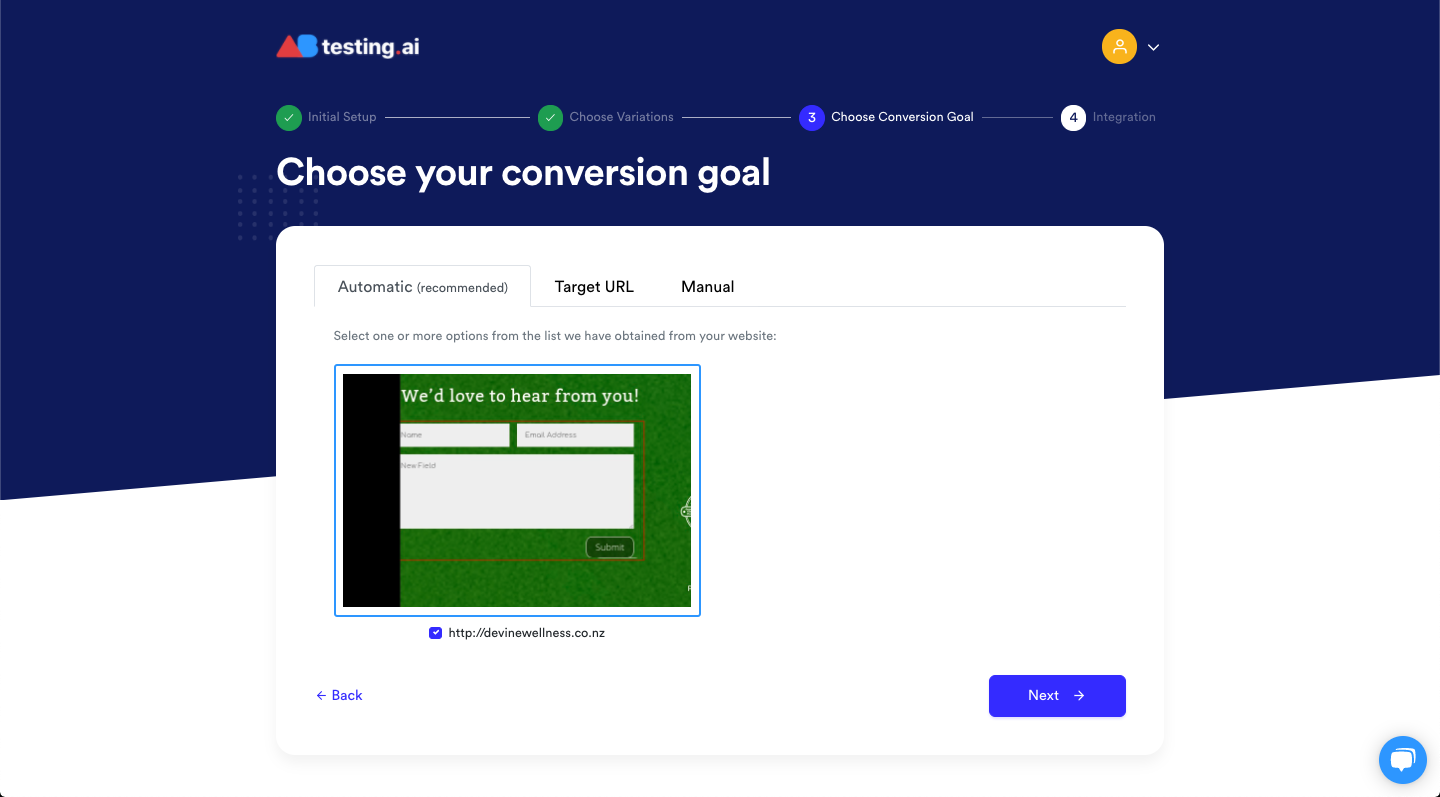 ABtesting.ai
Initial Setup
Choose Variations
3 Choose Conversion Goal
4 Integration
Choose your conversion goal
Automatic (recommended)
Target URL
Manual
Select one or more options from the list we have obtained from your website:
We'd love to hear from you!
Name
Email Address
New Field
Submit
http://devinewellness.co.nz
← Back
Next →